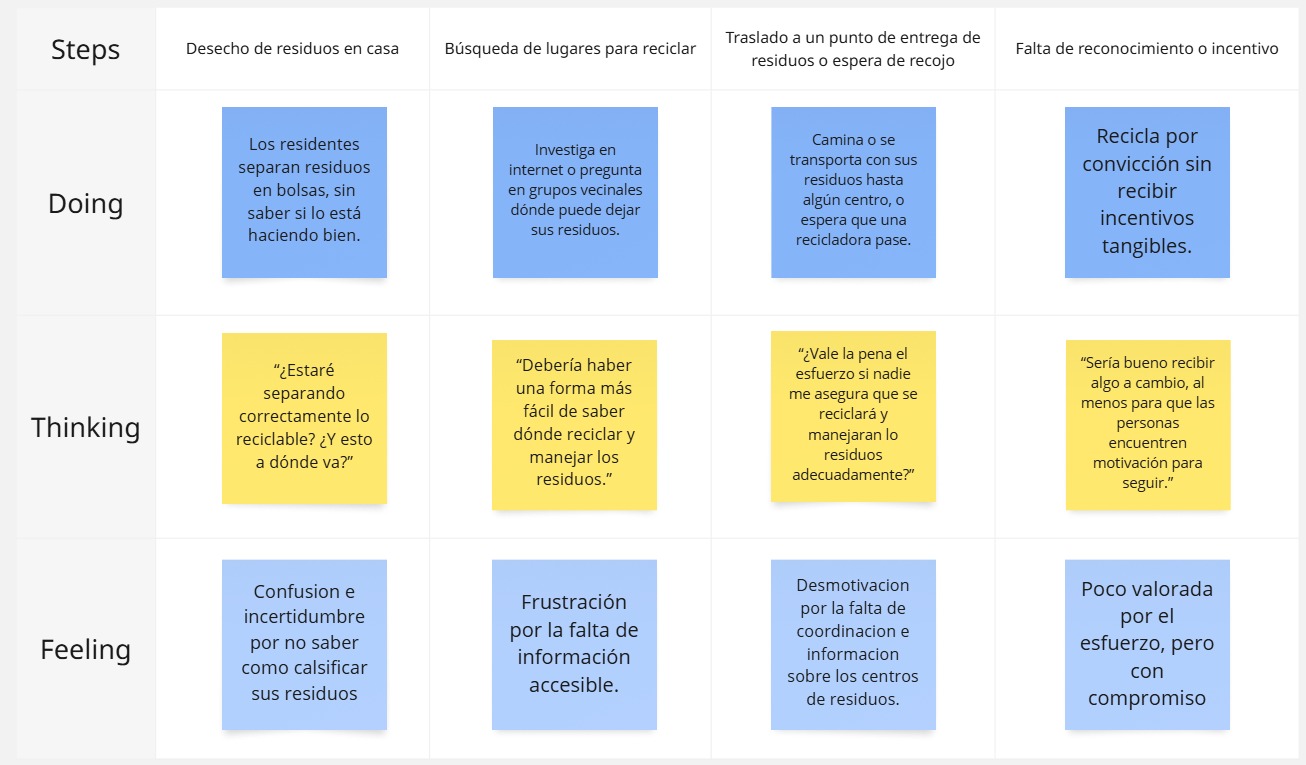 Steps
Desecho de residuos en casa
Búsqueda de lugares para reciclar
Traslado a un punto de entrega de
residuos o espera de recojo
Falta de reconocimiento o incentivo
Doing
Los residentes
separan residuos
en bolsas, sin
saber si lo está
haciendo bien.
Investiga en
internet o pregunta
en grupos vecinales
dónde puede dejar
sus residuos.
Camina o se
transporta con sus
residuos hasta
algún centro, o
espera que una
recicladora pase.
Recicla por
convicción sin
recibir
incentivos
tangibles.
Thinking
“¿Estaré
separando
correctamente lo
reciclable? ¿Y esto
a dónde va?”
“Debería haber
una forma más
fácil de saber
dónde reciclar y
manejar los
residuos.”
“¿Vale la pena el
esfuerzo si nadie
me asegura que se
reciclará y
manejaran lo
residuos
adecuadamente?”
“Sería bueno recibir
algo a cambio, al
menos para que las
personas
encuentren
motivación para
seguir.”
Feeling
Confusion e
incertidumbre
por no saber
como calsificar
sus residuos
Frustración
por la falta de
información
accesible.
Desmotivacion
por la falta de
coordinacion e
informacion
sobre los centros
de residuos.
Poco valorada
por el
esfuerzo, pero
con
compromiso